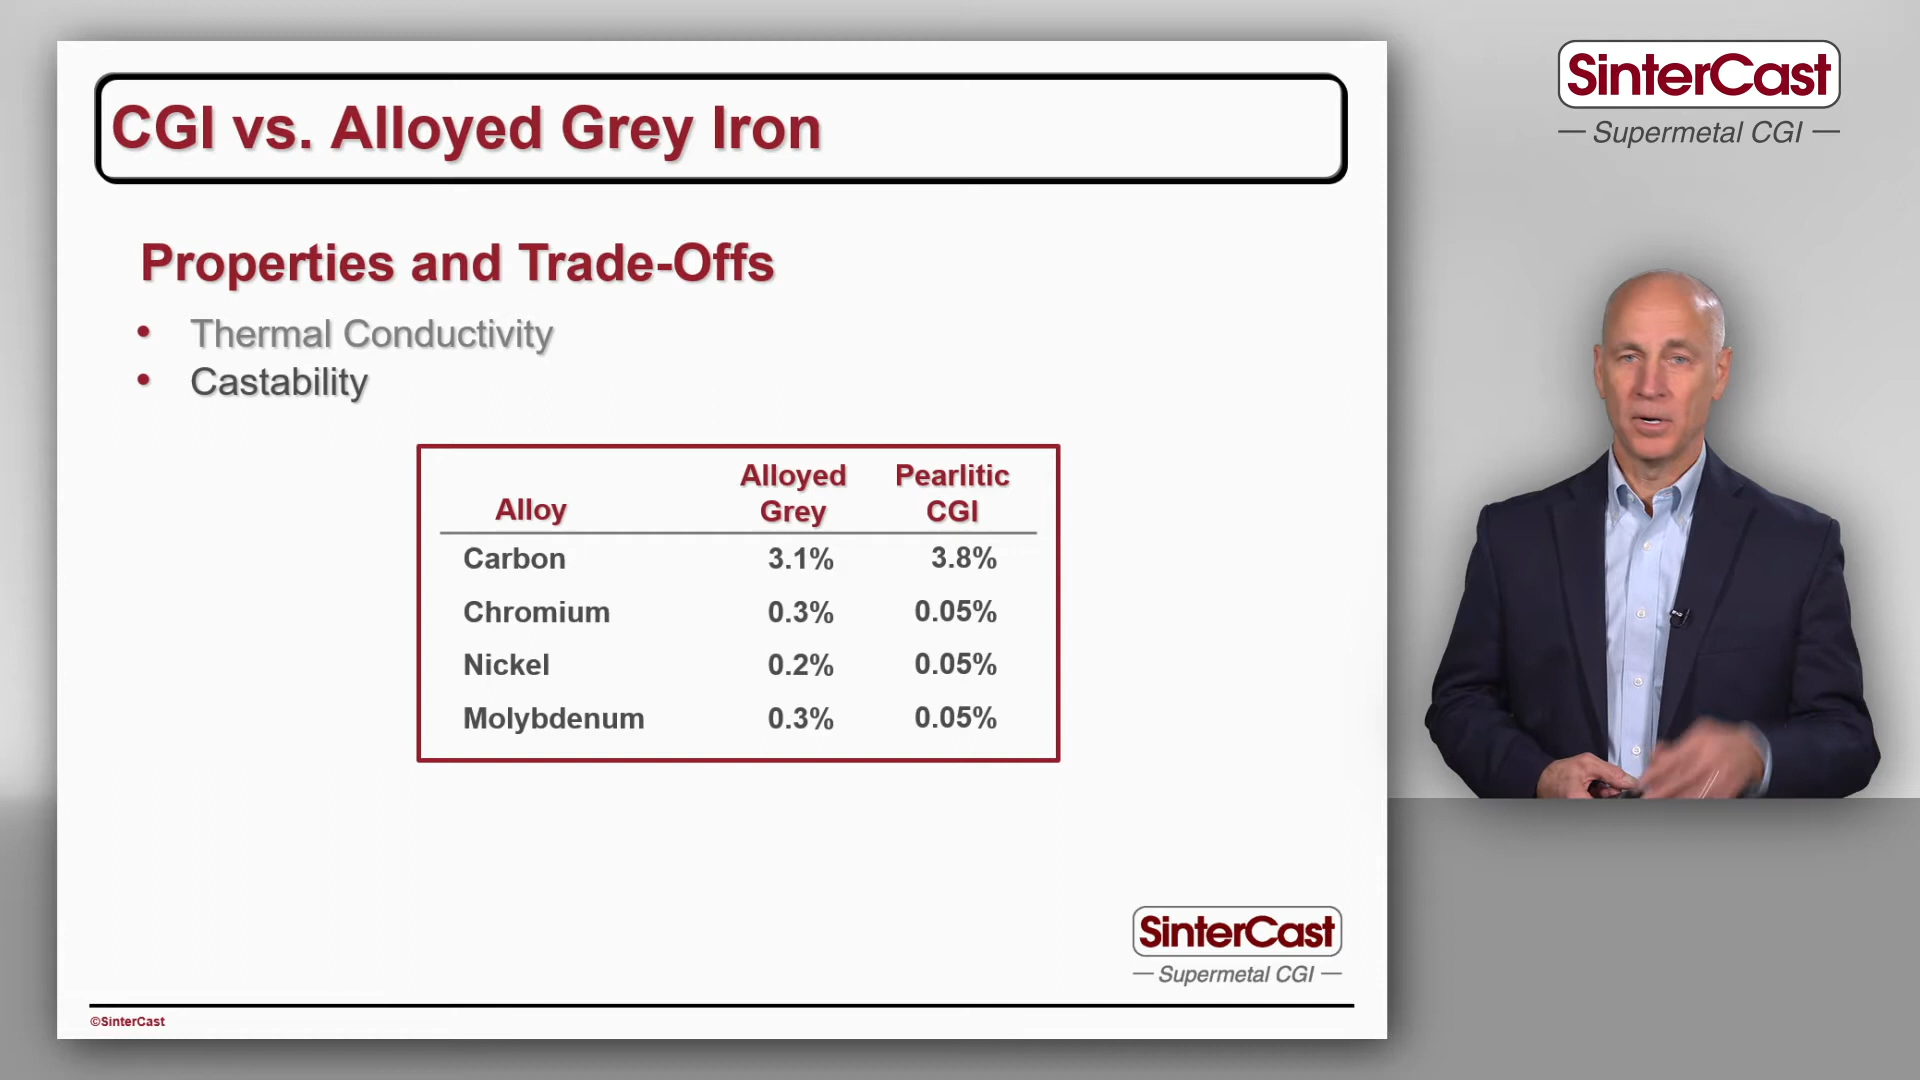 SinterCast
— Supermetal CGI —
CGI vs. Alloyed Grey Iron
Properties and Trade-Offs
• Thermal Conductivity
• Castability
Alloy Alloyed Grey Pearlitic CGI
Carbon 3.1% 3.8%
Chromium 0.3% 0.05%
Nickel 0.2% 0.05%
Molybdenum 0.3% 0.05%
SinterCast
— Supermetal CGI —
©SinterCast